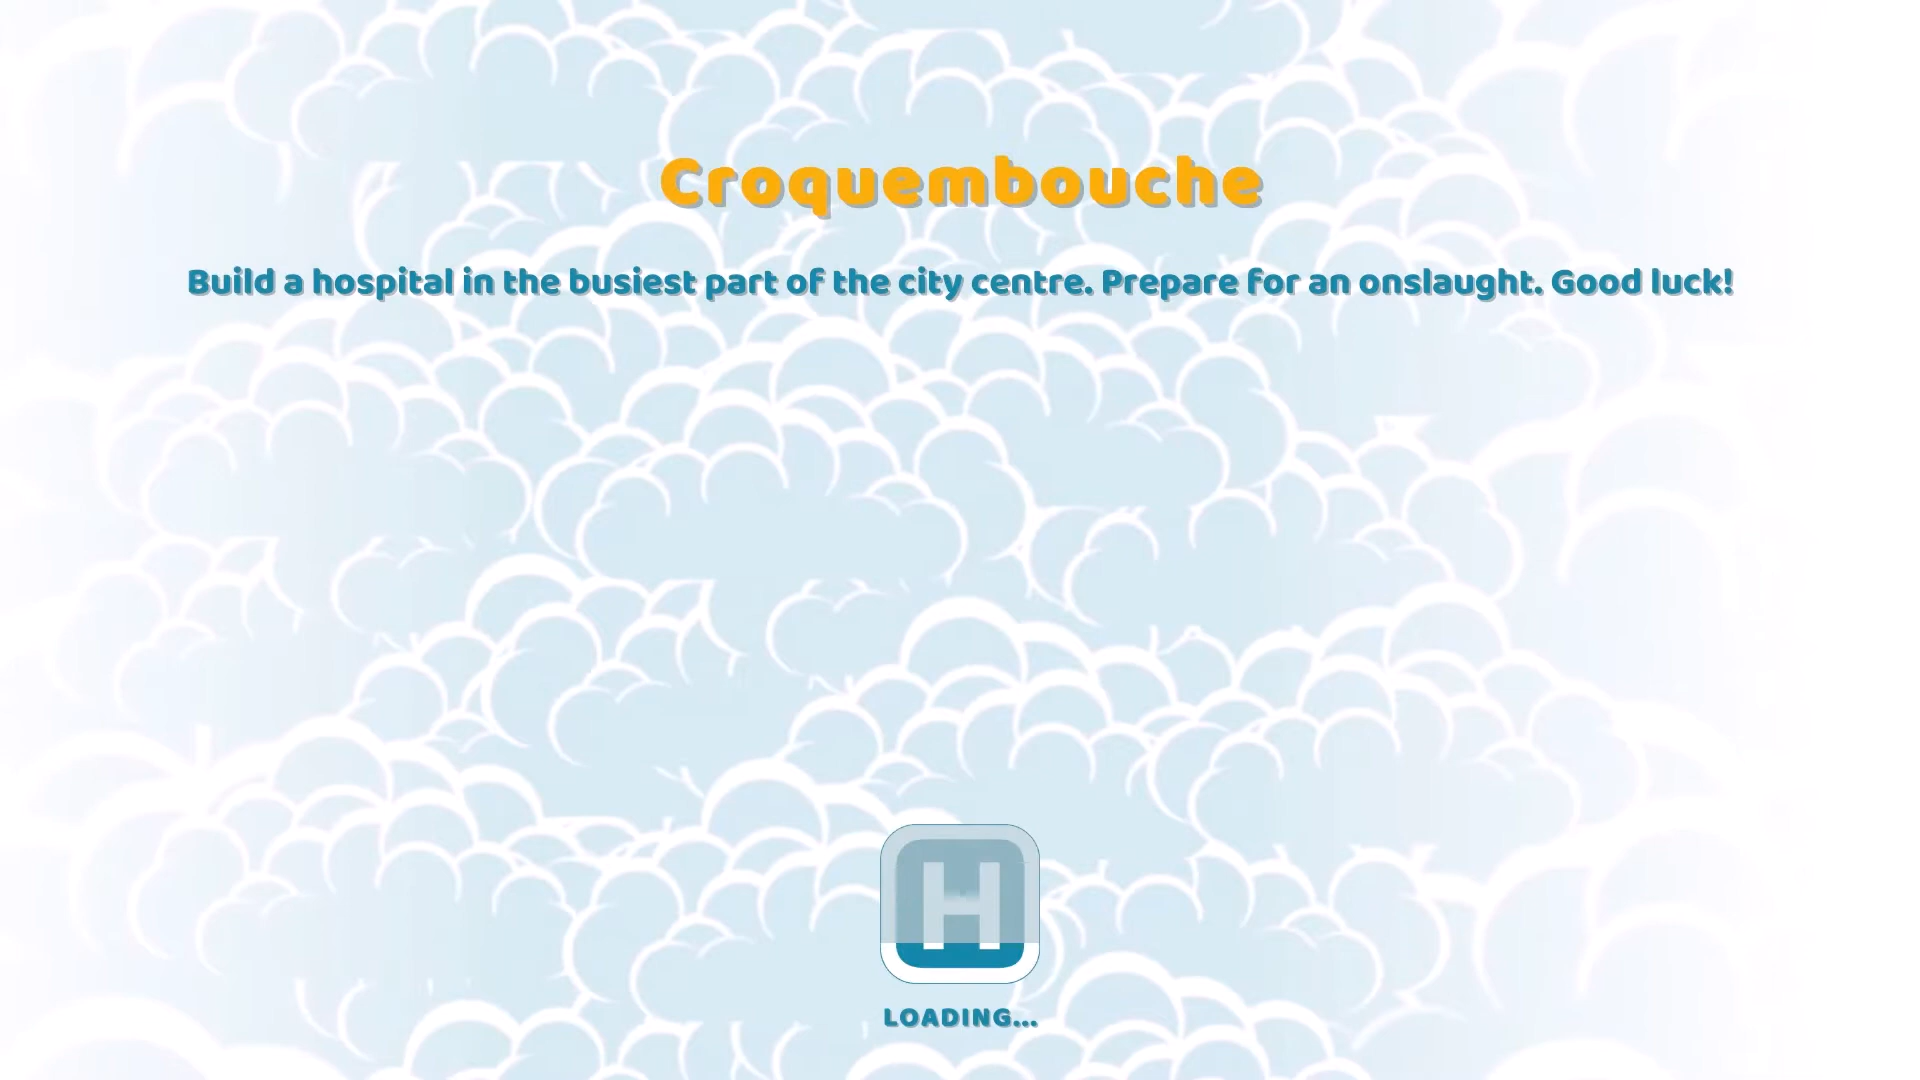 Croquembouche
Build a hospital in the busiest part of the city centre. Prepare for an onslaught. Good luck!
H
LOADING...